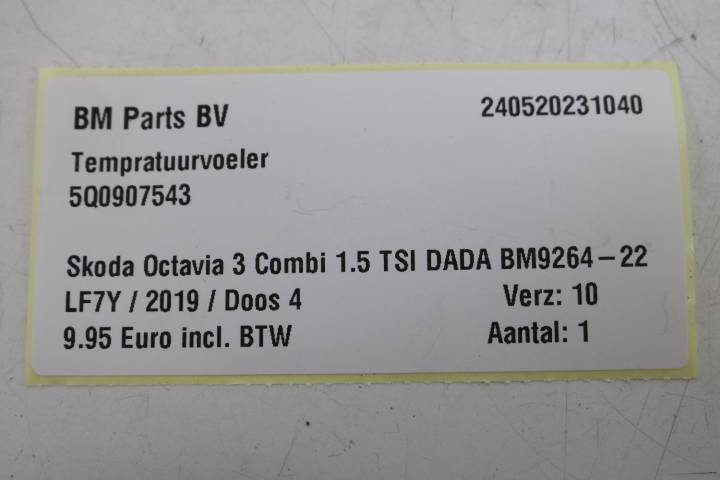 BM Parts BV 240520231040
Tempratuurvoeler
5Q0907543
Skoda Octavia 3 Combi 1.5 TSI DADA BM9264-22
LF7Y / 2019 / Doos 4 Verz: 10
9.95 Euro incl. BTW Aantal: 1